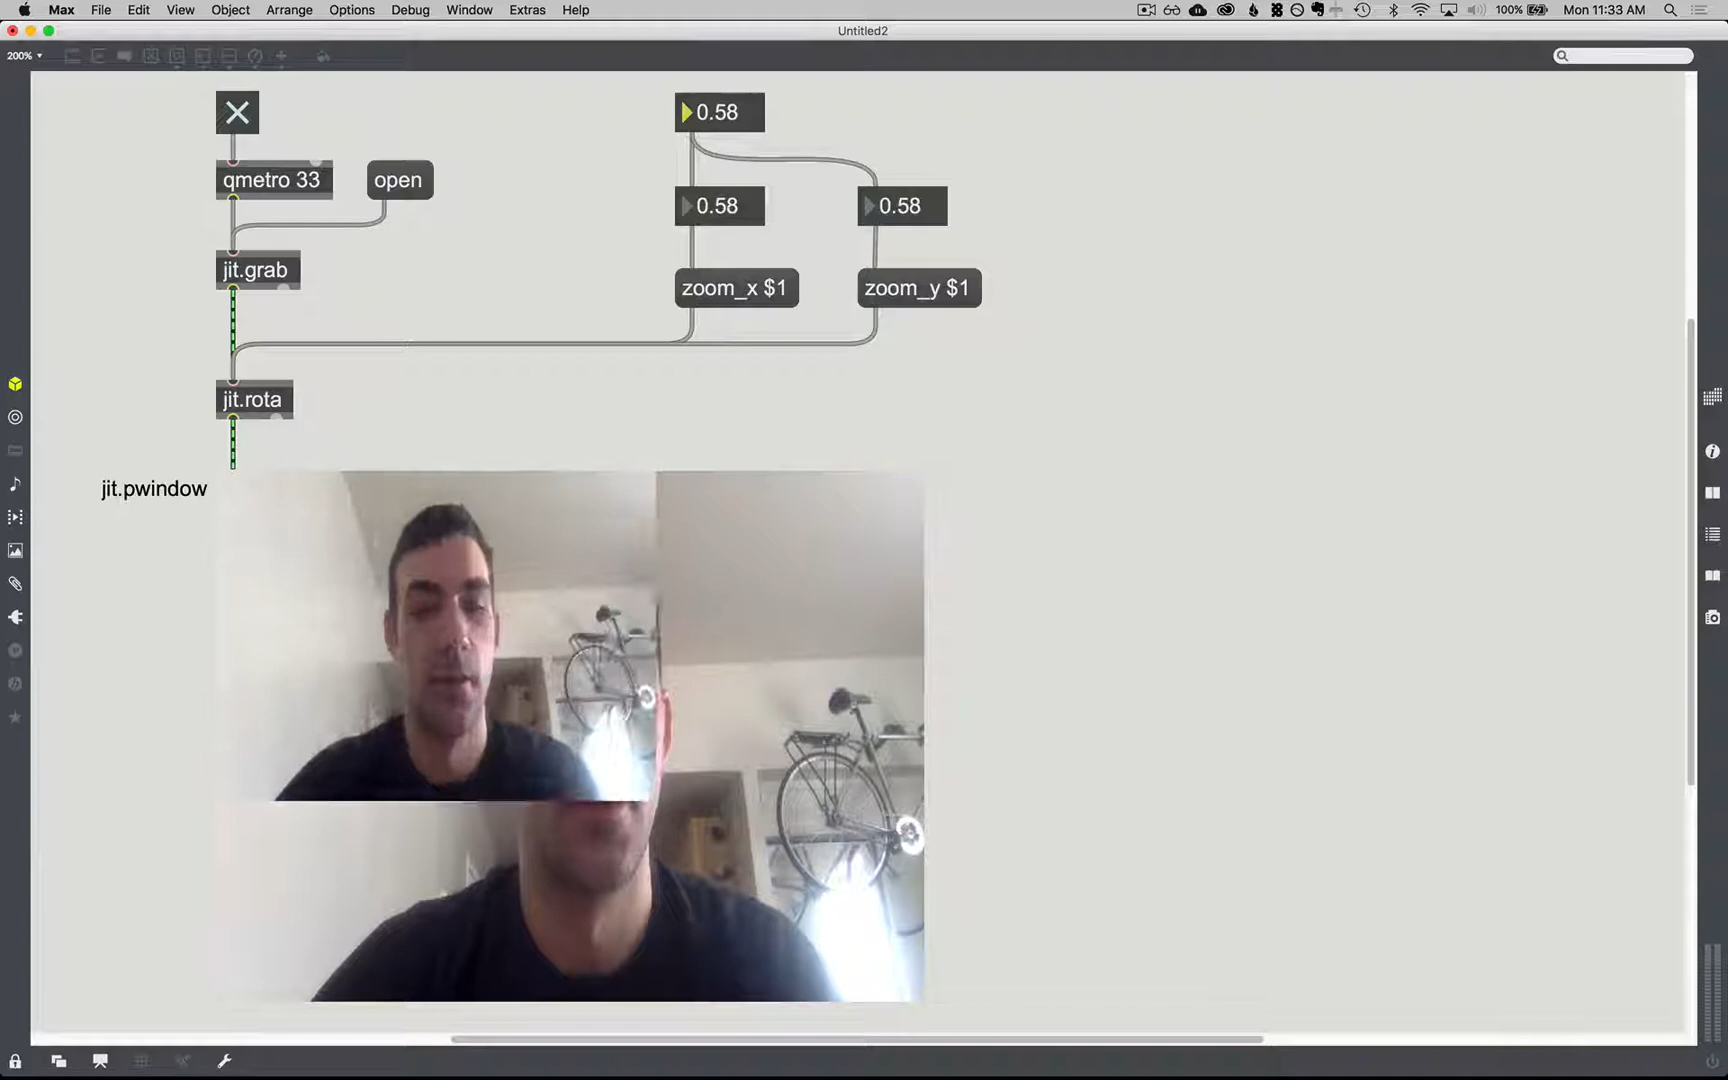 Max File Edit View Object Arrange Options Debug Window Extras Help 100% Mon 11:33 AM
Untitled2
200%
0.58
qmetro 33 open
0.58 0.58
jit.grab
zoom_x $1 zoom_y $1
jit.rota
jit.pwindow